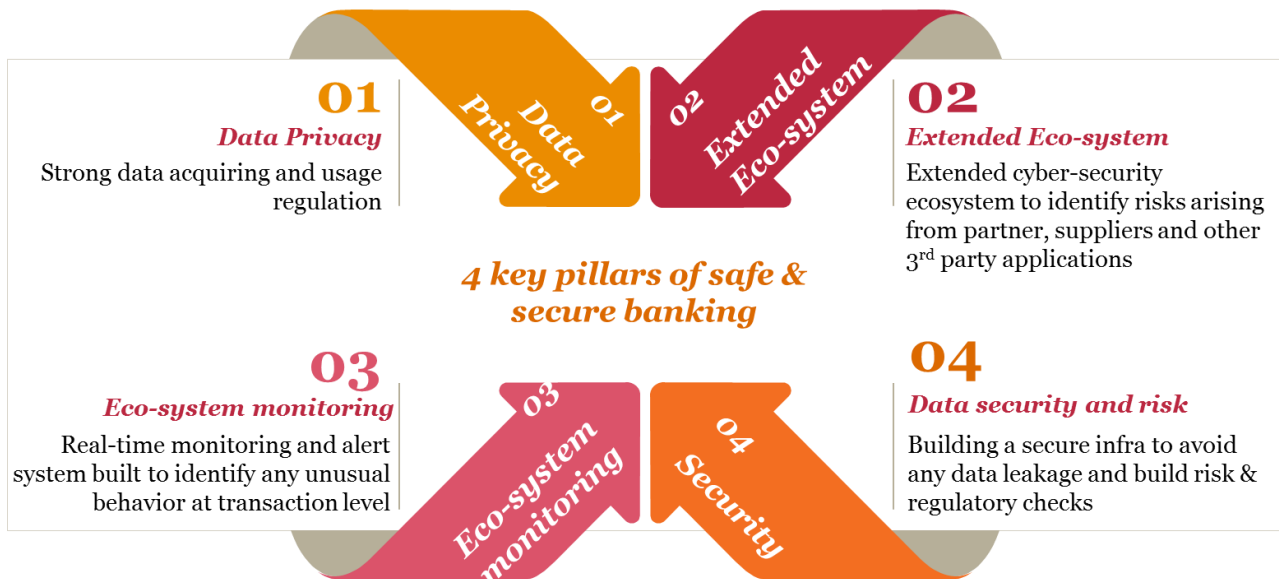 01
Data Privacy
Strong data acquiring and usage
regulation
Data
Privacy
01
02
Extended
Eco-system
02
Extended Eco-system
Extended cyber-security
ecosystem to identify risks arising
from partner, suppliers and other
3rd party applications
4 key pillars of safe &
secure banking
03
Eco-system monitoring
Real-time monitoring and alert
system built to identify any unusual
behavior at transaction level
03
Eco-system
monitoring
04
Security
04
Data security and risk
Building a secure infra to avoid
any data leakage and build risk &
regulatory checks